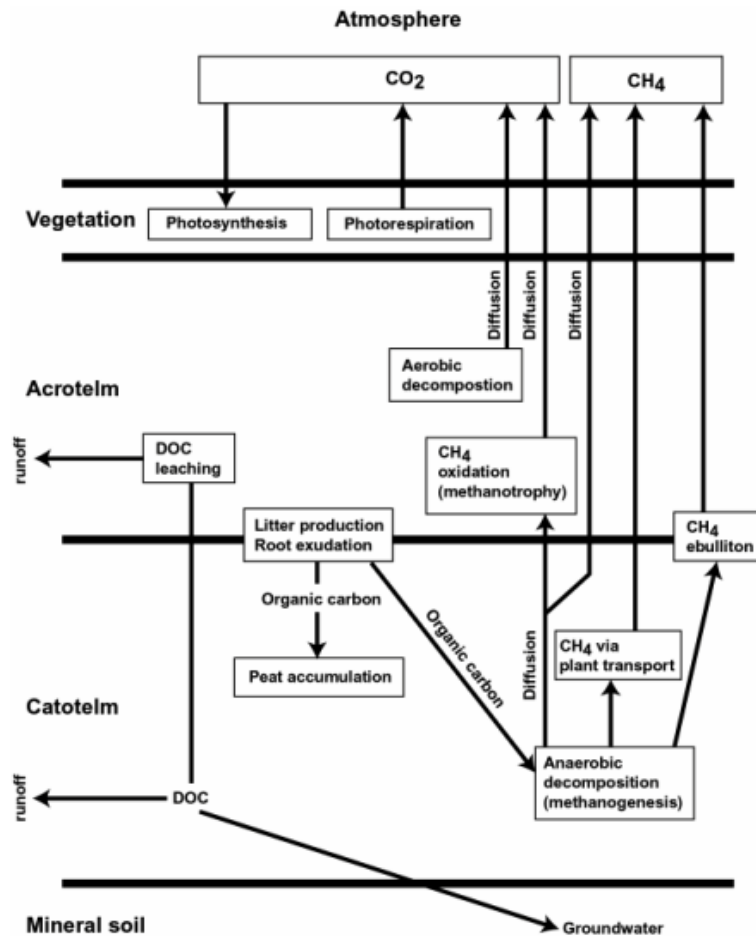 Atmosphere
CO2
CH4
Vegetation
Photosynthesis
Photorespiration
Diffusion
Diffusion
Diffusion
Aerobic
decompostion
Acrotelm
runoff
DOC
leaching
CH4
oxidation
(methanotrophy)
Litter production
Root exudation
CH4
ebulliton
Organic carbon
Organic carbon
Diffusion
CH4 via
plant transport
Peat accumulation
Catotelm
Anaerobic
decomposition
(methanogenesis)
runoff
DOC
Mineral soil
Groundwater